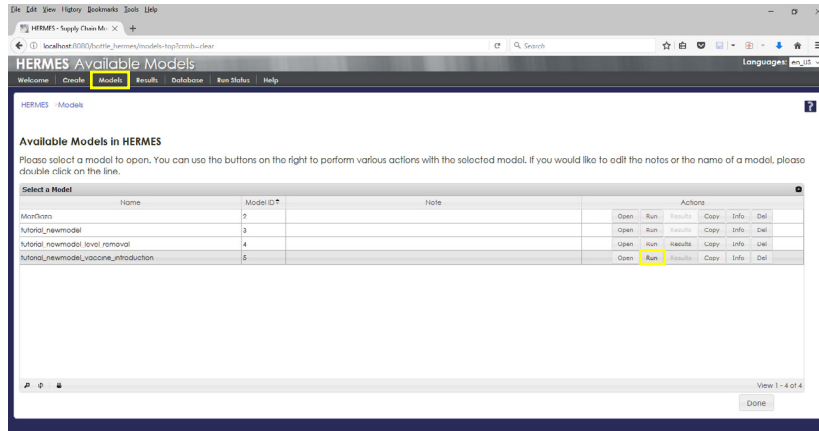 File Edit View History Bookmarks Tools Help
HERMES - Supply Chain Mo
localhost:8080/bottle_hermes/models-top?crmb=clear
Search
HERMES Available Models
Languages: en_US
Welcome Create Models Results Database Run Status Help
HERMES Models
?
Available Models in HERMES
Please select a model to open. You can use the buttons on the right to perform various actions with the selected model. If you would like to edit the notes or the name of a model, please
double click on the line.
Select a Model
Name Model ID Note Actions
MozGaza 2 Open Run Results Copy Info Del
tutorial_newmodel 3 Open Run Results Copy Info Del
tutorial_newmodel_level_removal 4 Open Run Results Copy Info Del
tutorial_newmodel_vaccine_introduction 5 Open Run Results Copy Info Del
View 1 - 4 of 4
Done